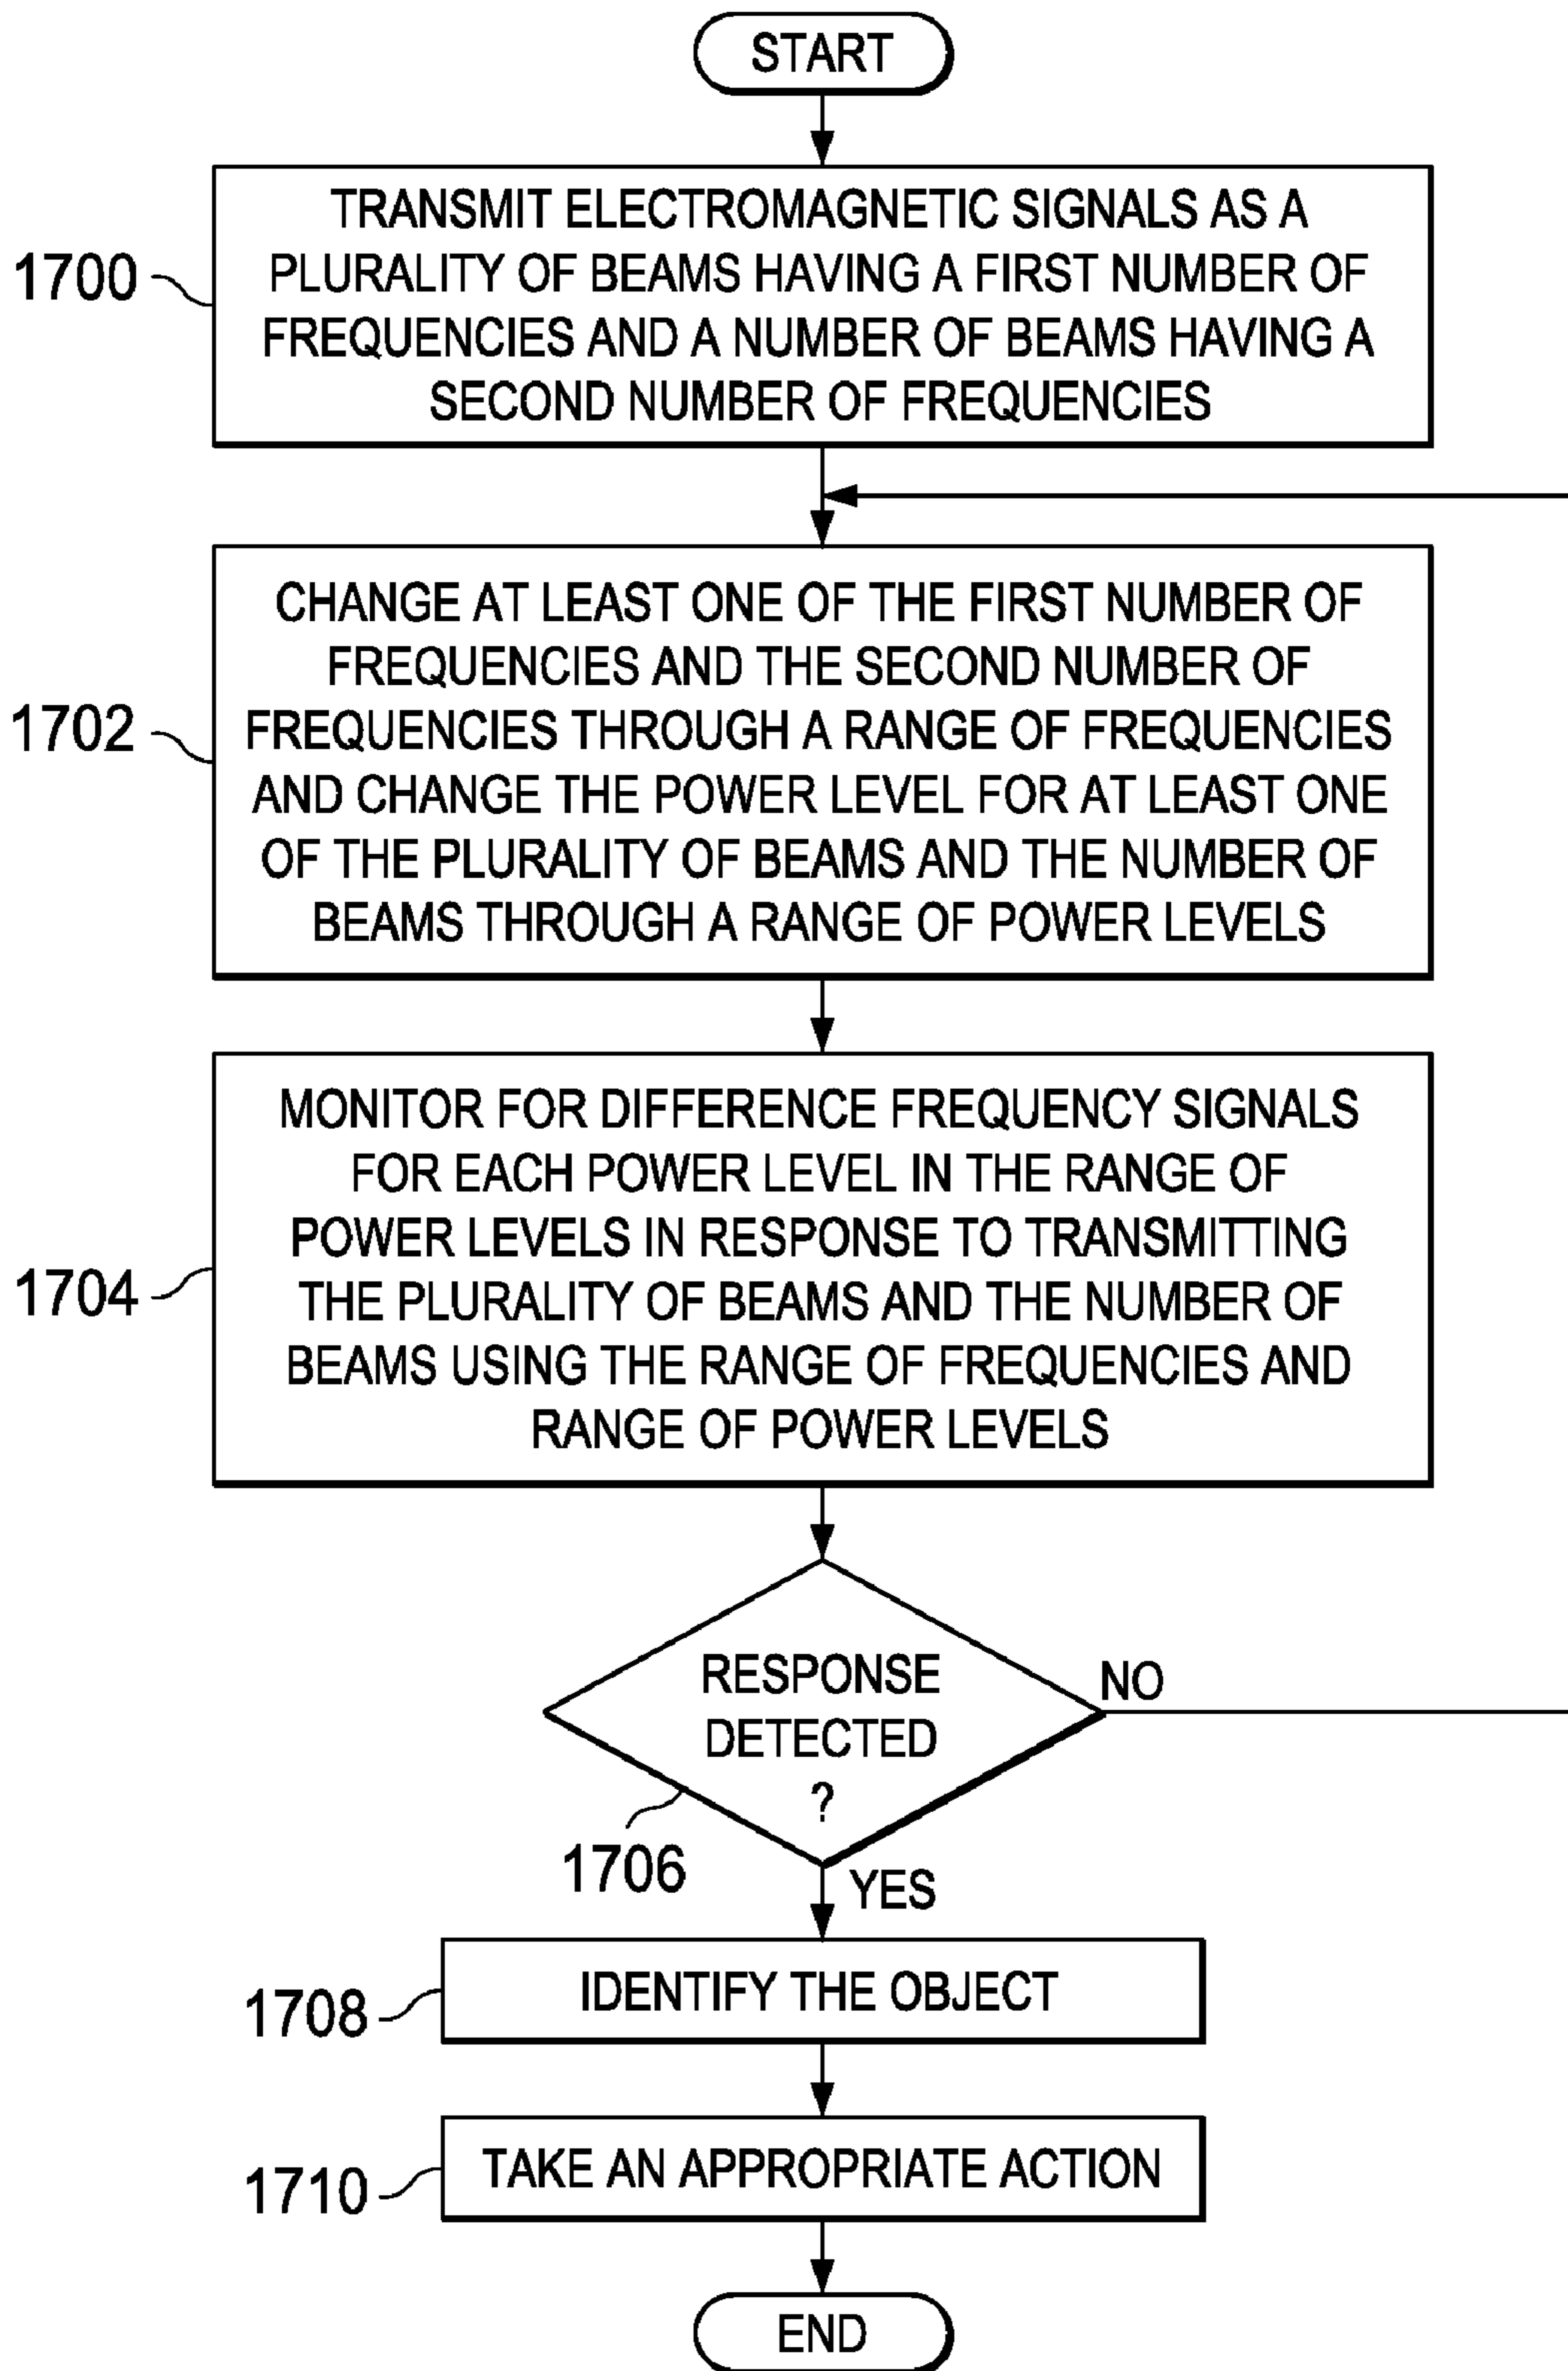 START
TRANSMIT ELECTROMAGNETIC SIGNALS AS A
PLURALITY OF BEAMS HAVING A FIRST NUMBER OF
FREQUENCIES AND A NUMBER OF BEAMS HAVING A
SECOND NUMBER OF FREQUENCIES
1700
CHANGE AT LEAST ONE OF THE FIRST NUMBER OF
FREQUENCIES AND THE SECOND NUMBER OF
FREQUENCIES THROUGH A RANGE OF FREQUENCIES
AND CHANGE THE POWER LEVEL FOR AT LEAST ONE
OF THE PLURALITY OF BEAMS AND THE NUMBER OF
BEAMS THROUGH A RANGE OF POWER LEVELS
1702
MONITOR FOR DIFFERENCE FREQUENCY SIGNALS
FOR EACH POWER LEVEL IN THE RANGE OF
POWER LEVELS IN RESPONSE TO TRANSMITTING
THE PLURALITY OF BEAMS AND THE NUMBER OF
BEAMS USING THE RANGE OF FREQUENCIES AND
RANGE OF POWER LEVELS
1704
RESPONSE
DETECTED
?
NO
1706
YES
IDENTIFY THE OBJECT
1708
TAKE AN APPROPRIATE ACTION
1710
END